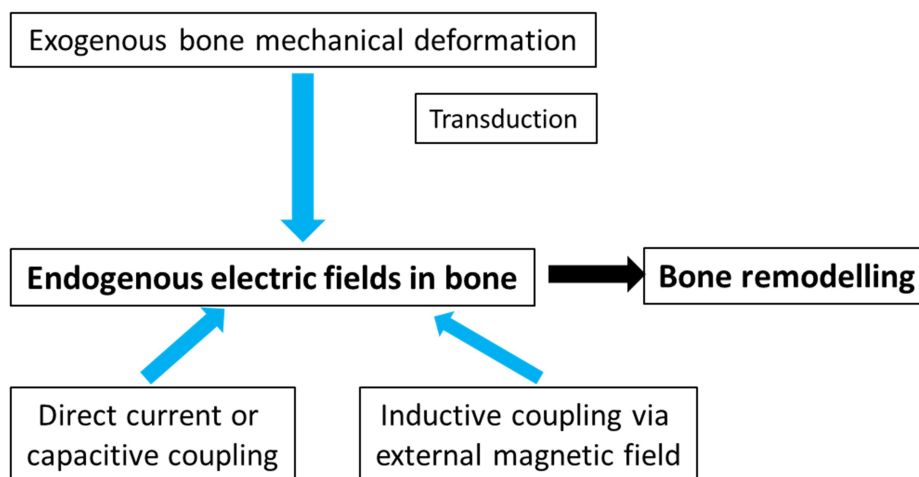 Exogenous bone mechanical deformation
Transduction
Endogenous electric fields in bone
Bone remodelling
Direct current or
capacitive coupling
Inductive coupling via
external magnetic field